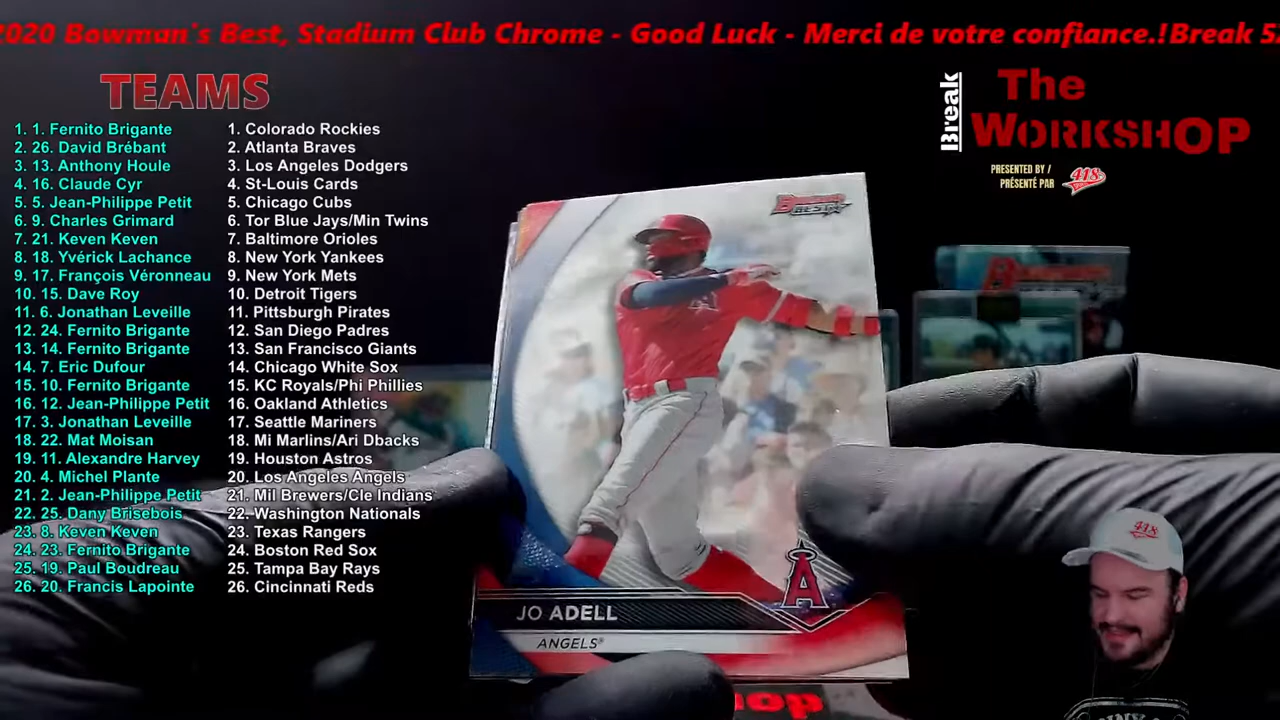 2020 Bowman's Best, Stadium Club Chrome - Good Luck - Merci de votre confiance.!Break 5
TEAMS
1. 1. Fernito Brigante
2. 26. David Brébant
3. 13. Anthony Houle
4. 16. Claude Cyr
5. 5. Jean-Philippe Petit
6. 9. Charles Grimard
7. 21. Keven Keven
8. 18. Yvérick Lachance
9. 17. François Véronneau
10. 15. Dave Roy
11. 6. Jonathan Leveille
12. 24. Fernito Brigante
13. 14. Fernito Brigante
14. 7. Eric Dufour
15. 10. Fernito Brigante
16. 12. Jean-Philippe Petit
17. 3. Jonathan Leveille
18. 22. Mat Moisan
19. 11. Alexandre Harvey
20. 4. Michel Plante
21. 2. Jean-Philippe Petit
22. 25. Dany Brisebois
23. 8. Keven Keven
24. 23. Fernito Brigante
25. 19. Paul Boudreau
26. 20. Francis Lapointe
1. Colorado Rockies
2. Atlanta Braves
3. Los Angeles Dodgers
4. St-Louis Cards
5. Chicago Cubs
6. Tor Blue Jays/Min Twins
7. Baltimore Orioles
8. New York Yankees
9. New York Mets
10. Detroit Tigers
11. Pittsburgh Pirates
12. San Diego Padres
13. San Francisco Giants
14. Chicago White Sox
15. KC Royals/Phi Phillies
16. Oakland Athletics
17. Seattle Mariners
18. Mi Marlins/Ari Dbacks
19. Houston Astros
20. Los Angeles Angels
21. Mil Brewers/Cle Indians
22. Washington Nationals
23. Texas Rangers
24. Boston Red Sox
25. Tampa Bay Rays
26. Cincinnati Reds
Break
The
WORKSHOP
PRESENTED BY /
PRÉSENTÉ PAR
418
Bowman
BEST
A
JO ADELL
ANGELS®
418